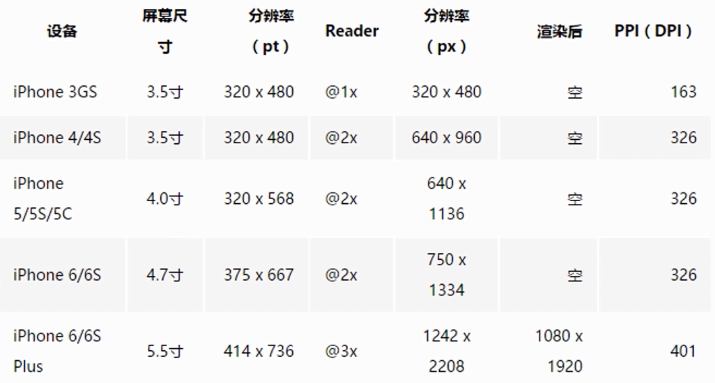 设备 屏幕尺寸 分辨率（pt） Reader 分辨率（px） 渲染后 PPI（DPI）
iPhone 3GS 3.5寸 320 x 480 @1x 320 x 480 空 163
iPhone 4/4S 3.5寸 320 x 480 @2x 640 x 960 空 326
iPhone 5/5S/5C 4.0寸 320 x 568 @2x 640 x 1136 空 326
iPhone 6/6S 4.7寸 375 x 667 @2x 750 x 1334 空 326
iPhone 6/6S Plus 5.5寸 414 x 736 @3x 1242 x 2208 1080 x 1920 401